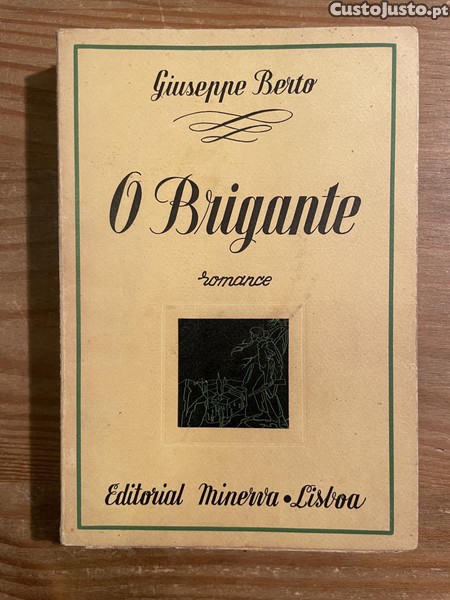 CustoJusto.pt
Giuseppe Berto
O Brigante
romance
Editorial Minerva • Lisboa